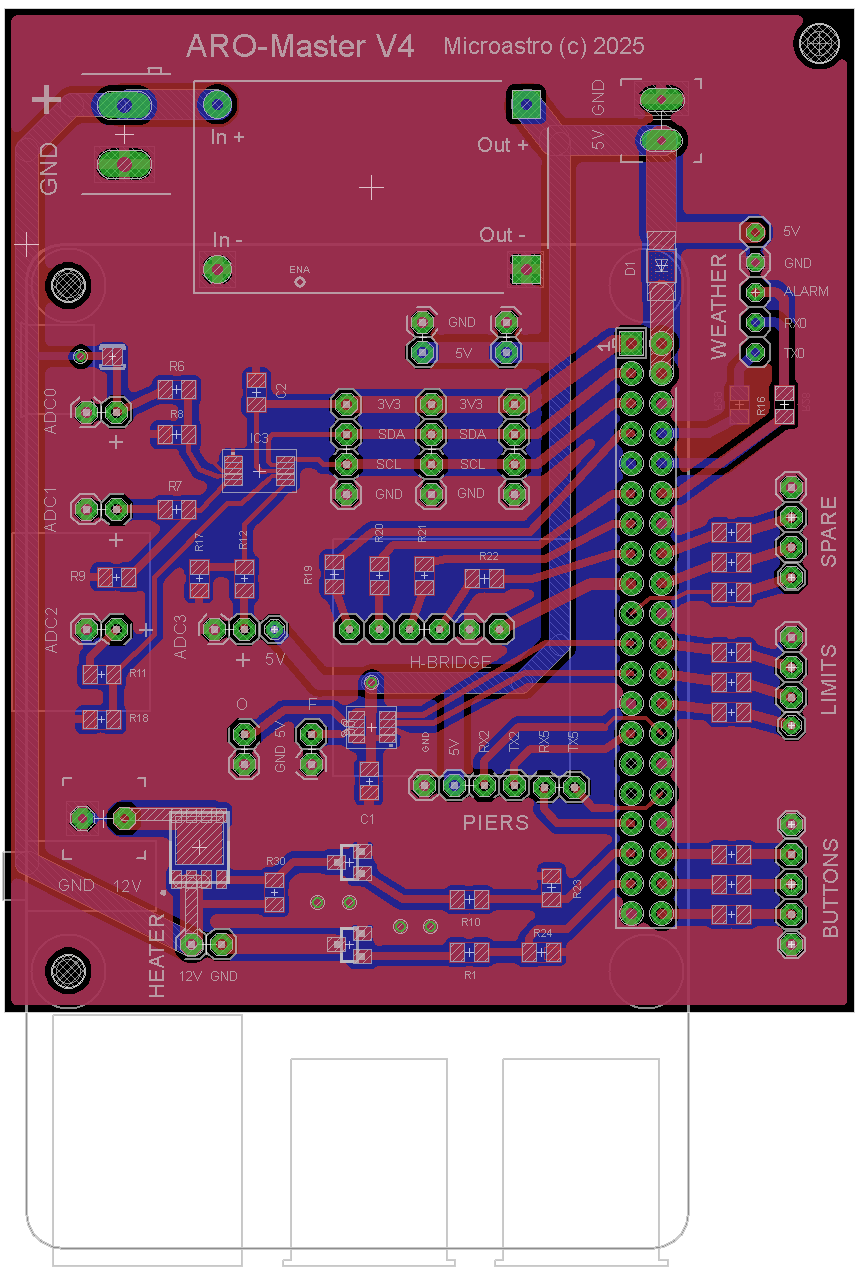 ARO-Master V4 Microastro (c) 2025
+
GND
In +
Out +
5V GND
In -
Out -
ENA
D1
WEATHER
5V
GND
ALARM
RX0
TX0
GND
5V
1
R16
ADC0
+
R6
R8
C2
IC3
3V3 3V3
SDA SDA
SCL SCL
GND GND
ADC1
+
R7
R17
R12
R19
R20
R21
R22
SPARE
R9
ADC2
+
ADC3
+
5V
H-BRIDGE
R11
R18
LIMITS
GND 5V
GND
5V
RX2
TX2
RX5
TX5
C1
PIERS
GND 12V
HEATER
R30
R10
R23
R24
R1
12V GND
BUTTONS